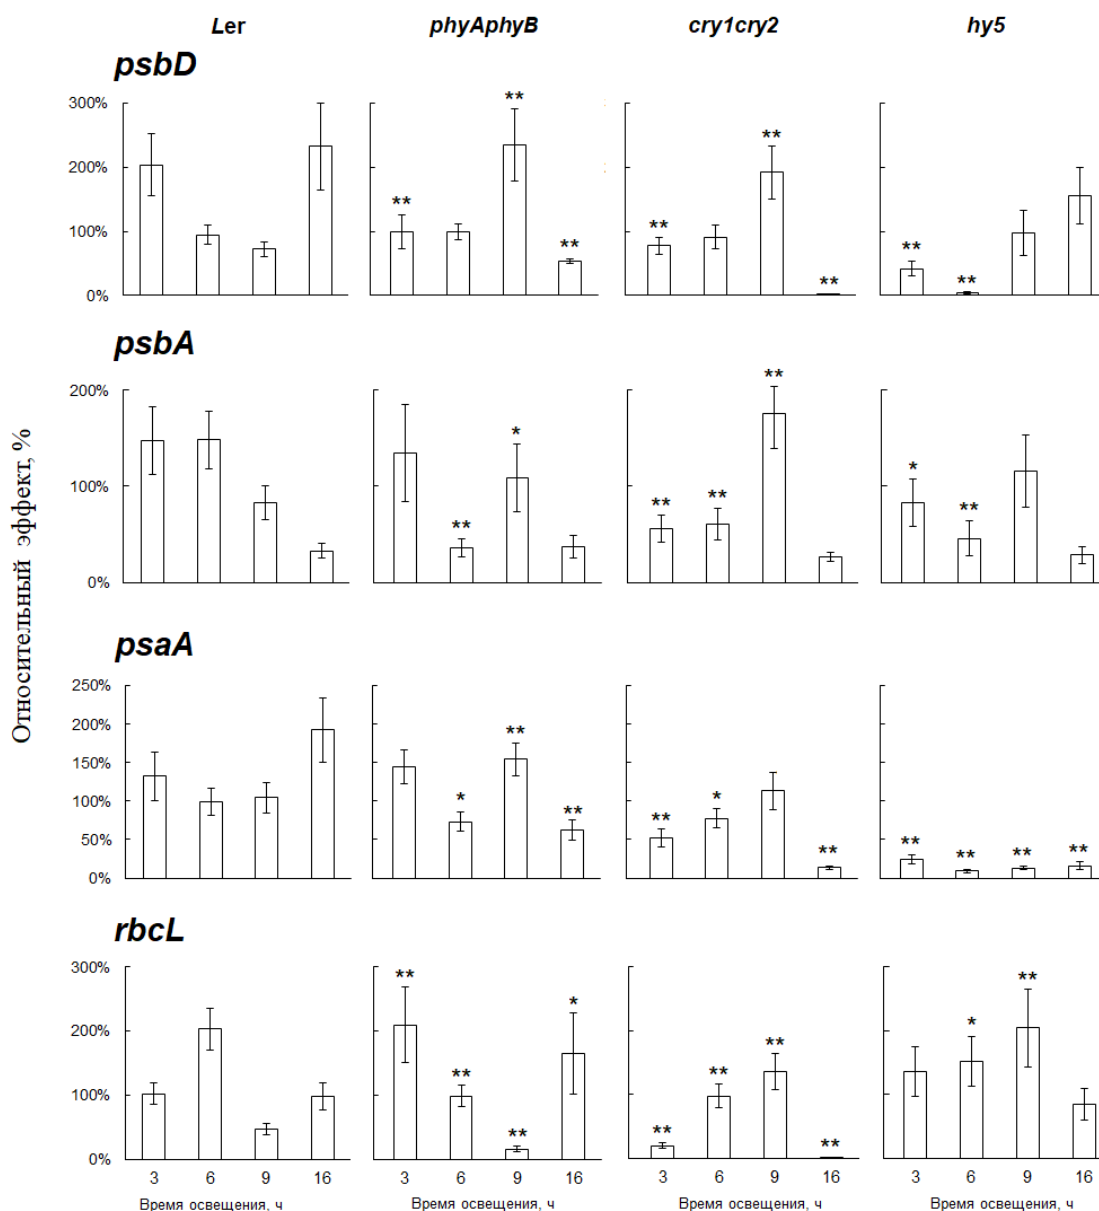 Ler phyAphyB cry1cry2 hy5
psbD
300%
200%
100%
0%
** ** **
** **
** **
psbA
200%
100%
0%
** *
** ** ** * **
psaA
250%
200%
150%
100%
50%
0%
* ** **
** * **
** ** ** **
rbcL
300%
200%
100%
0%
** ** ** *
** ** ** **
* **
3 6 9 16 3 6 9 16 3 6 9 16 3 6 9 16
Время освещения, ч Время освещения, ч Время освещения, ч Время освещения, ч
Относительный эффект, %